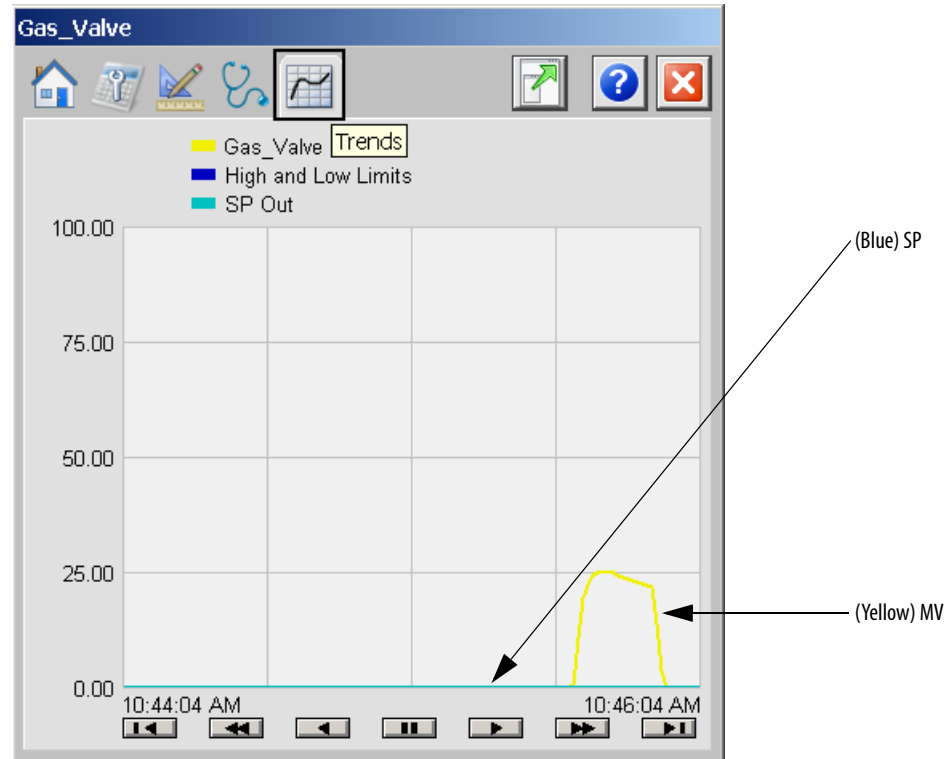 Gas_Valve
?
Gas_Valve
Trends
High and Low Limits
SP Out
100.00
75.00
50.00
25.00
0.00
10:44:04 AM
10:46:04 AM
(Blue) SP
(Yellow) MV